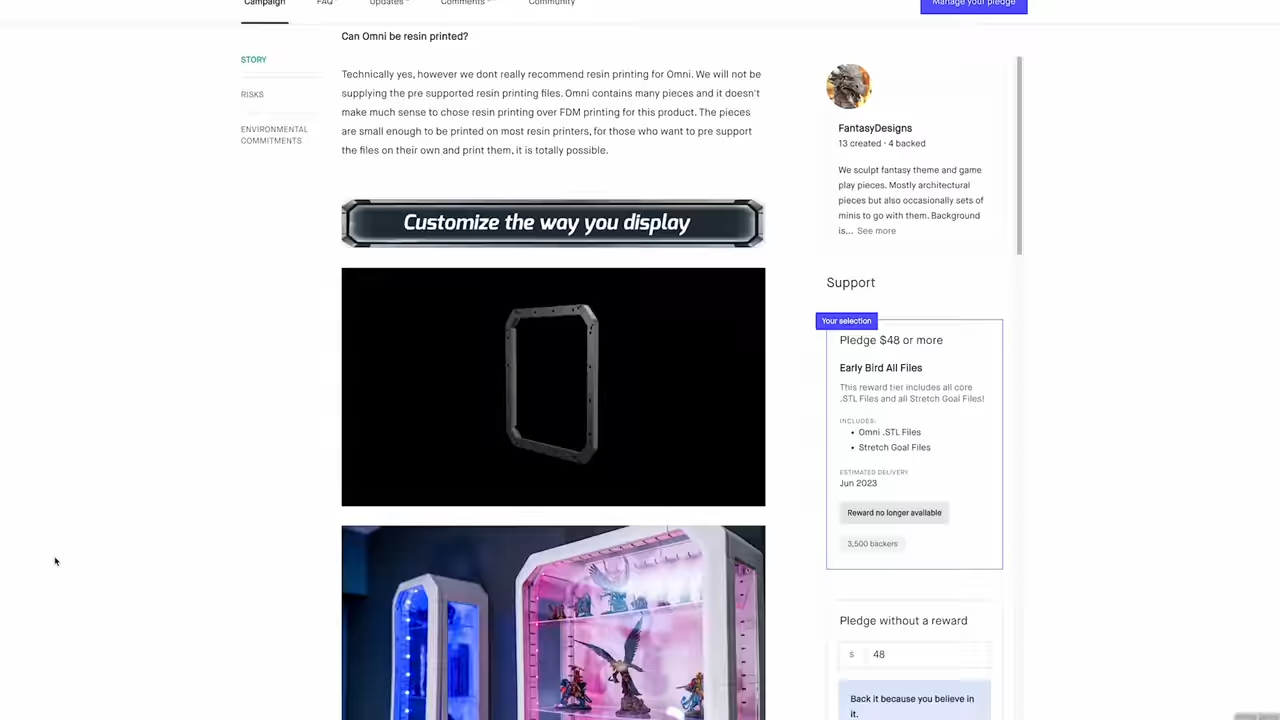 Campaign
FAQ
Updates
Comments
Community
Manage your pledge
STORY
RISKS
ENVIRONMENTAL
COMMITMENTS
Can Omni be resin printed?
Technically yes, however we dont really recommend resin printing for Omni. We will not be
supplying the pre supported resin printing files. Omni contains many pieces and it doesn't
make much sense to chose resin printing over FDM printing for this product. The pieces
are small enough to be printed on most resin printers, for those who want to pre support
the files on their own and print them, it is totally possible.
Customize the way you display
FantasyDesigns
13 created · 4 backed
We sculpt fantasy theme and game
play pieces. Mostly architectural
pieces but also occasionally sets of
minis to go with them. Background
is... See more
Support
Your selection
Pledge $48 or more
Early Bird All Files
This reward tier includes all core
.STL Files and all Stretch Goal Files!
INCLUDES:
• Omni .STL Files
• Stretch Goal Files
ESTIMATED DELIVERY
Jun 2023
Reward no longer available
3,500 backers
Pledge without a reward
$ 48
Back it because you believe in
it.